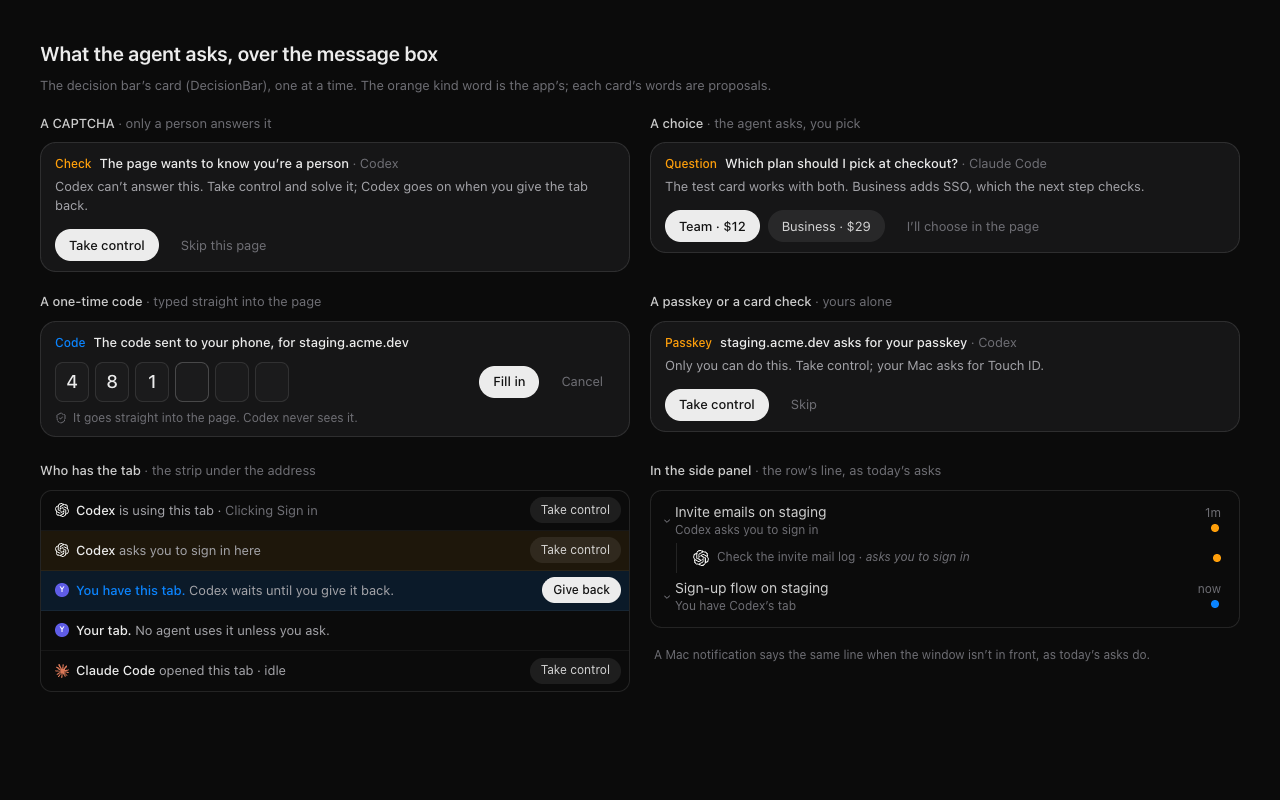 What the agent asks, over the message box
The decision bar's card (DecisionBar), one at a time. The orange kind word is the app's; each card's words are proposals.
A CAPTCHA · only a person answers it
Check The page wants to know you're a person · Codex
Codex can't answer this. Take control and solve it; Codex goes on when you give the tab
back.
Take control Skip this page
A choice · the agent asks, you pick
Question Which plan should I pick at checkout? · Claude Code
The test card works with both. Business adds SSO, which the next step checks.
Team · $12 Business · $29 I'll choose in the page
A one-time code · typed straight into the page
Code The code sent to your phone, for staging.acme.dev
4 8 1 Fill in Cancel
It goes straight into the page. Codex never sees it.
A passkey or a card check · yours alone
Passkey staging.acme.dev asks for your passkey · Codex
Only you can do this. Take control; your Mac asks for Touch ID.
Take control Skip
Who has the tab · the strip under the address
Codex is using this tab · Clicking Sign in Take control
Codex asks you to sign in here Take control
Y You have this tab. Codex waits until you give it back. Give back
Y Your tab. No agent uses it unless you ask.
Claude Code opened this tab · idle Take control
In the side panel · the row's line, as today's asks
Invite emails on staging 1m
Codex asks you to sign in
Check the invite mail log · asks you to sign in
Sign-up flow on staging now
You have Codex's tab
A Mac notification says the same line when the window isn't in front, as today's asks do.